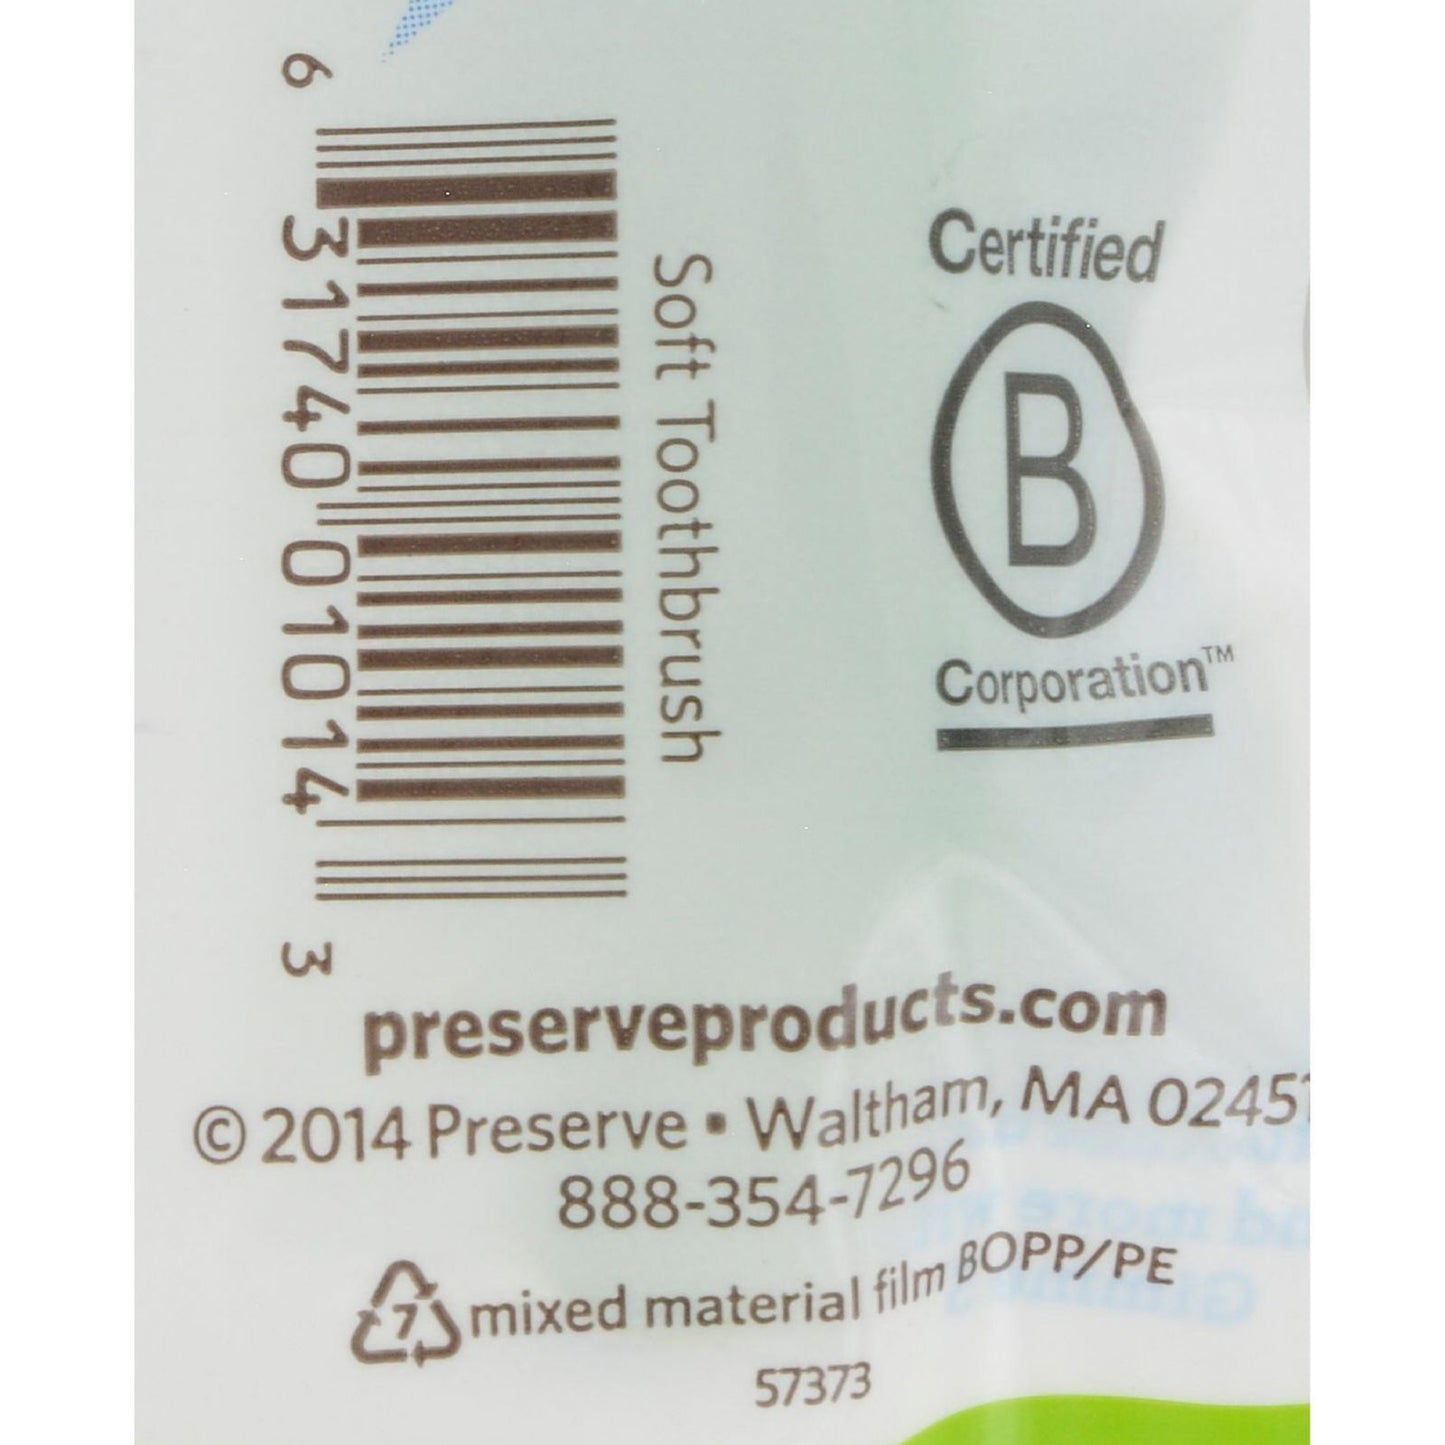 6 31740 01014 3
Soft Toothbrush
Certified
B
Corporation™
preserveproducts.com
© 2014 Preserve • Waltham, MA 0245
888-354-7296
7 mixed material film BOPP/PE
57373